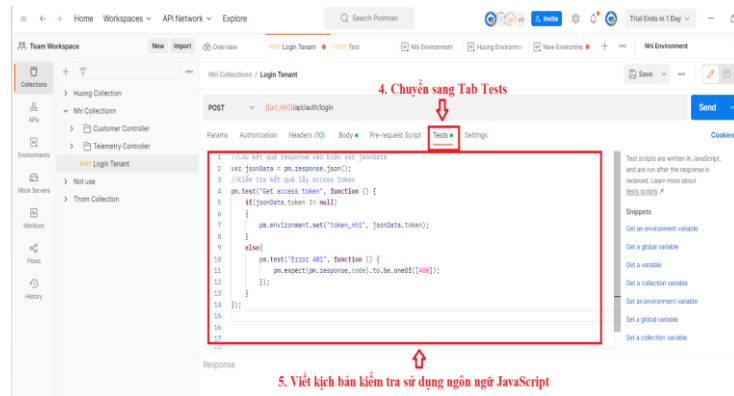 Home Workspaces API Network Explore
Search Postman
+1
Invite
Trial Ends in 1 Day
Team Workspace
New Import
Overview
POST Login Tenant
POST Test
Nhi Environment
Huong Environme
New Environme
Nhi Environment
Collections
APIs
Environments
Mock Servers
Monitors
Flows
History
Huong Collection
Nhi Collectionn
Customer Controller
Telemetry Controller
POST Login Tenant
Not use
Thơm Collection
Nhi Collectionn / Login Tenant
Save
4. Chuyển sang Tab Tests
POST
{{url_nhi}}/api/auth/login
Send
Params Authorization Headers (10) Body Pre-request Script Tests Settings
Cookies
1 //Lưu kết quả response vào biến var jsonData
2 var jsonData = pm.response.json();
3 //Kiểm tra kết quả lấy access token
4 pm.test("Get access token", function () {
5 if(jsonData.token != null)
6 {
7 pm.environment.set("token_nhi", jsonData.token);
8 }
9 else{
10 pm.test("Error 401", function () {
11 pm.expect(pm.response.code).to.be.oneOf([400]);
12 });
13 }
14 });
15
16
17
Test scripts are written in JavaScript,
and are run after the response is
received. Learn more about
tests scripts
Snippets
Get an environment variable
Get a global variable
Get a variable
Get a collection variable
Set an environment variable
Set a global variable
Set a collection variable
Response
5. Viết kịch bản kiểm tra sử dụng ngôn ngữ JavaScript